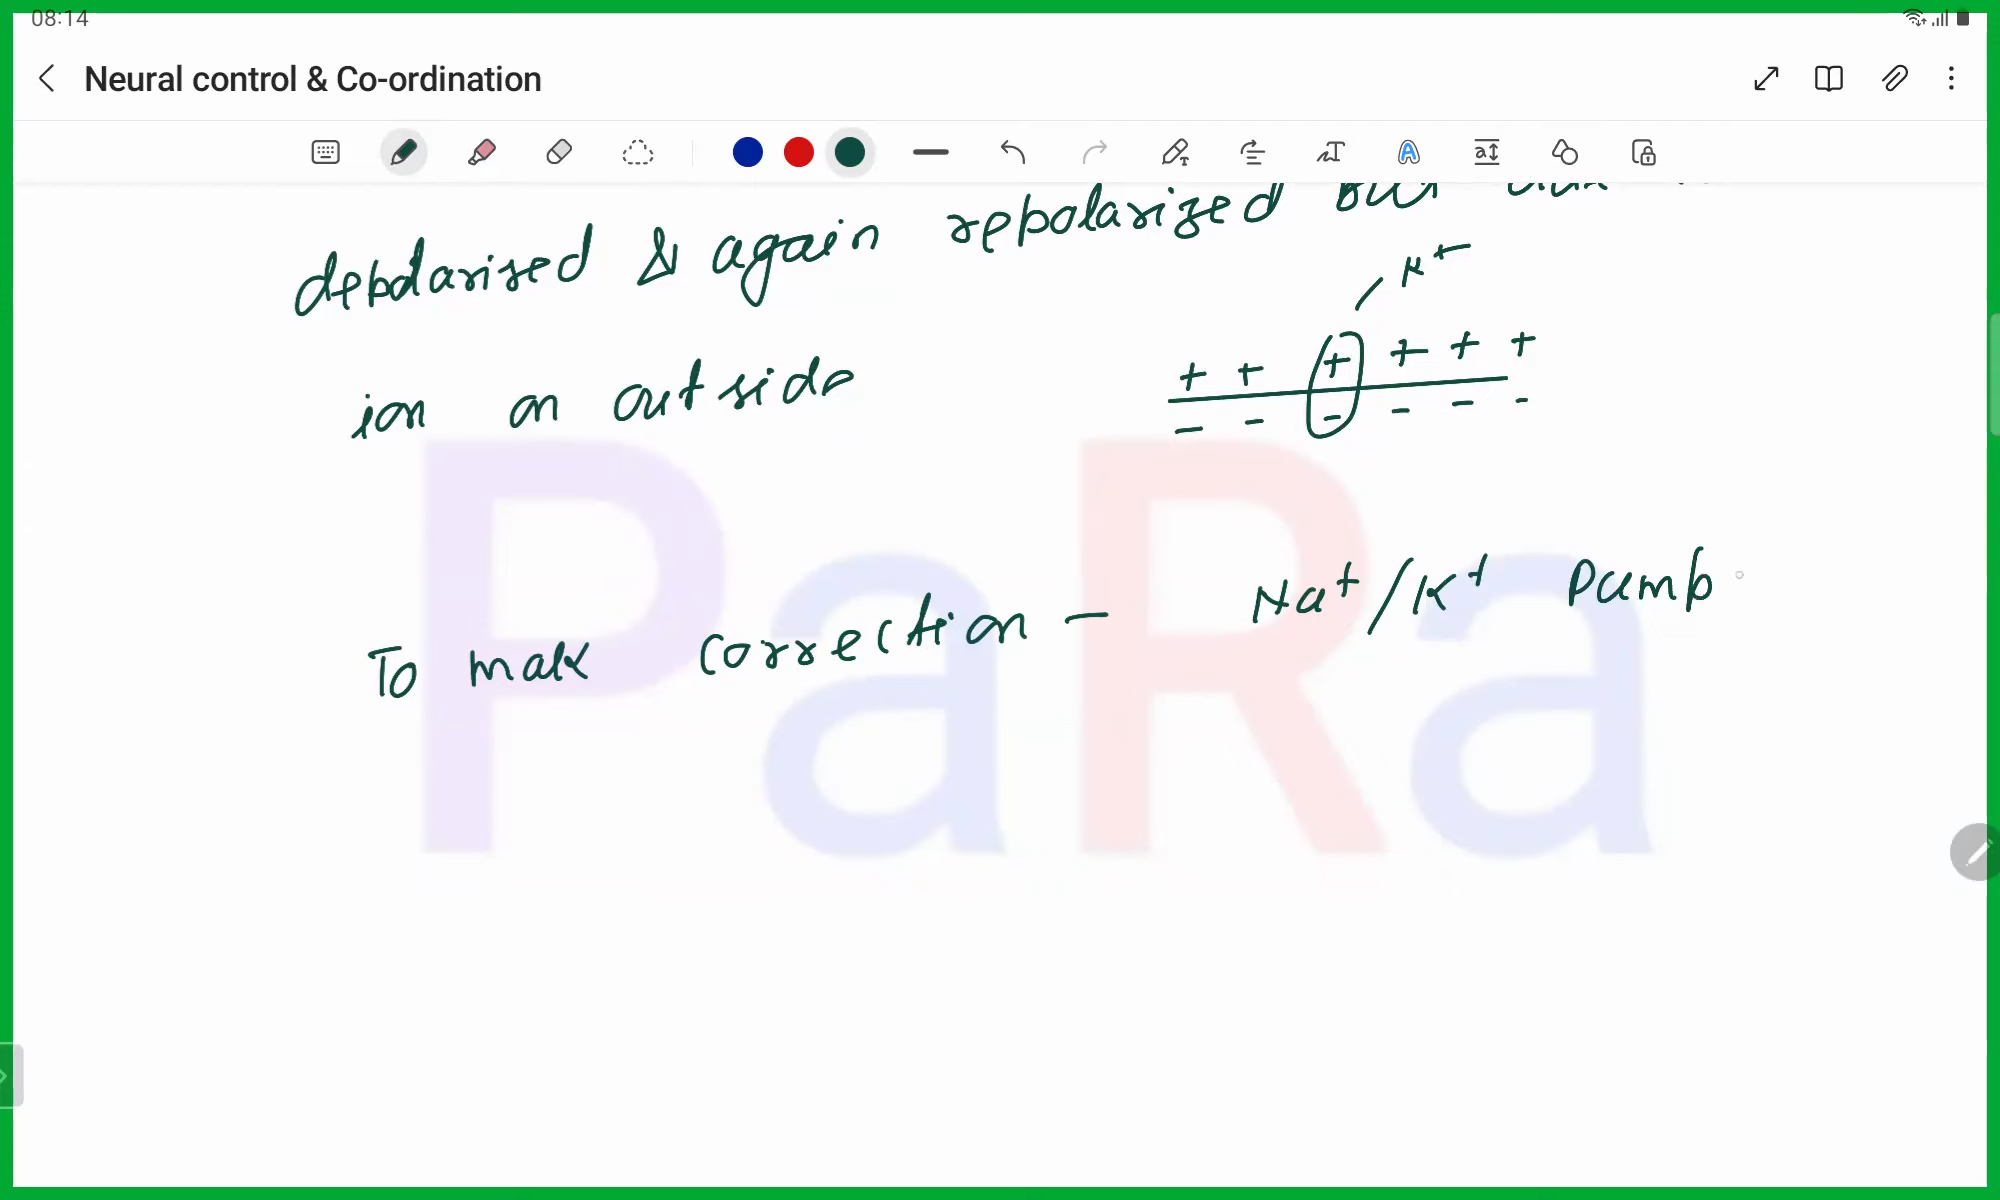 08:14
Neural control & Co-ordination
depolarised & again repolarized
K+
+ + + + + +
ion on outside
- - - - - -
To make correction - Na+/K+ Pump
PaRa